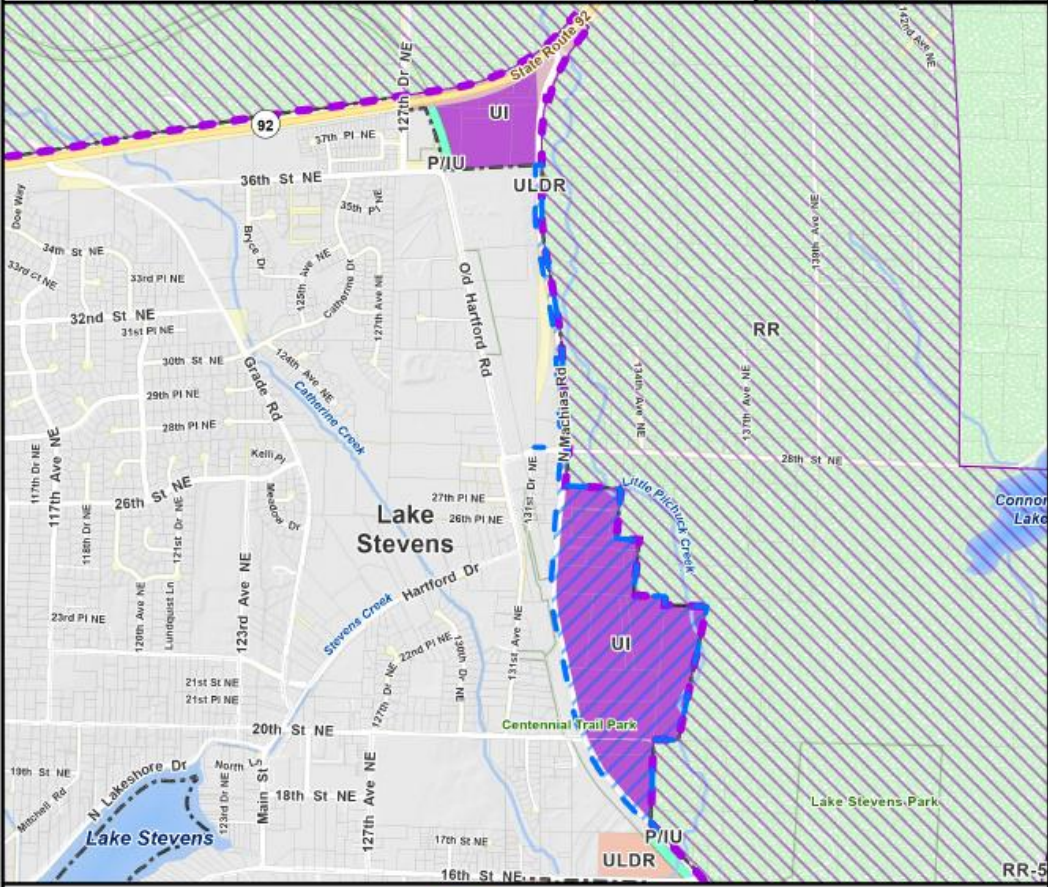 State Route 92
142nd Ave NE
127th Dr NE
UI
92
37th Pl NE
P/IU
36th St NE
ULDR
Doe Way
35th Pl NE
Bryce Dr
34th St NE
33rd Ct NE
33rd Pl NE
125th Ave NE
Catherine Dr
127th Ave NE
139th Ave NE
Old Hartford Rd
32nd St NE
31st Pl NE
RR
30th St NE
124th Ave NE
Grade Rd
Catherine Creek
134th Ave NE
137th Ave NE
29th Pl NE
28th Pl NE
N Machias Rd
117th Dr NE
117th Ave NE
Kelli Pl
28th St NE
26th St NE
Meadow Dr
131st Dr NE
Little Pilchuck Creek
27th Pl NE
26th Pl NE
Connor
Lake
118th Dr NE
121st Dr NE
Lake
Stevens
Hartford Dr
Stevens Creek
120th Ave NE
Lundquist Ln
123rd Ave NE
23rd Pl NE
22nd Pl NE
130th Dr NE
131st Ave NE
UI
21st St NE
21st Pl NE
127th Dr NE
20th St NE
Centennial Trail Park
19th St NE
N Lakeshore Dr
North Ln
Mitchell Rd
123rd Dr NE
Main St
18th St NE
127th Ave NE
Lake Stevens Park
Lake Stevens
17th St NE
P/IU
ULDR
16th St NE
RR-5